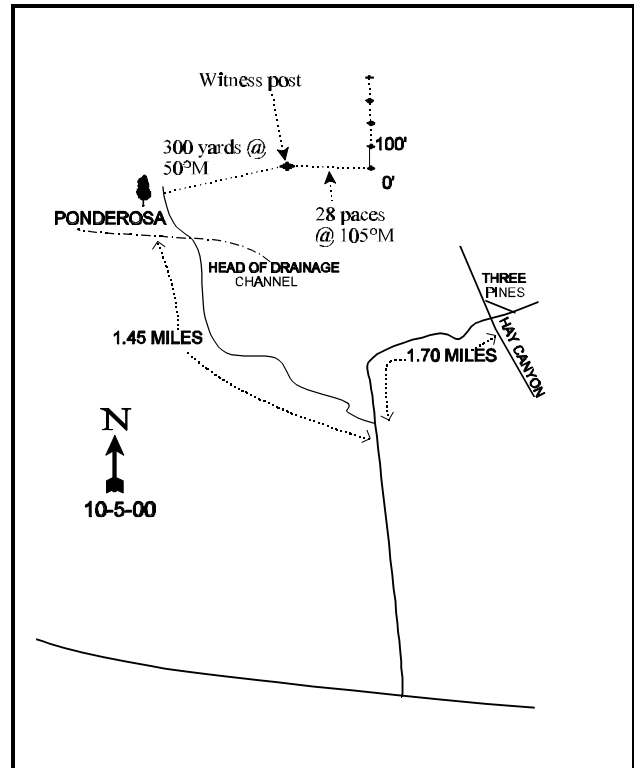 Witness post
300 yards @
50°M
100'
0'
PONDEROSA
28 paces
@ 105°M
HEAD OF DRAINAGE
CHANNEL
THREE
PINES
HAY CANYON
1.45 MILES
1.70 MILES
N
10-5-00